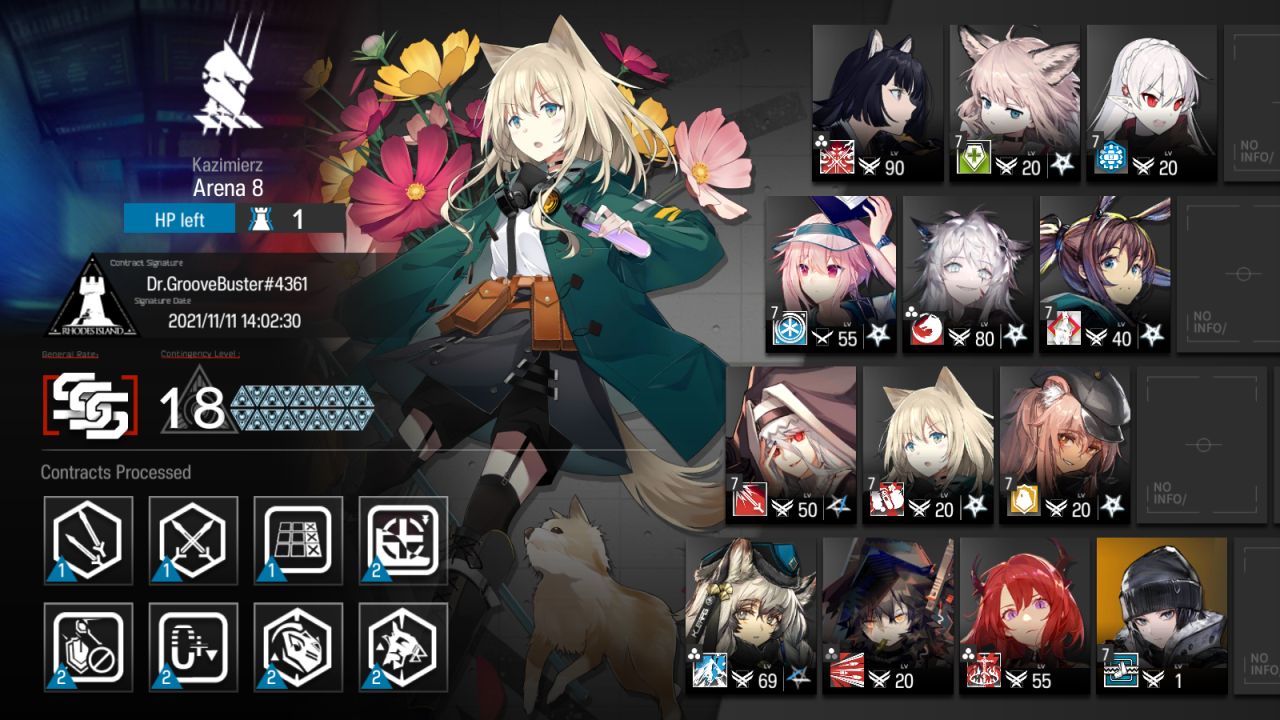 Kazimierz
Arena 8
HP left 1
Contract Signature
Dr.GrooveBuster#4361
Signature Date
2021/11/11 14:02:30
RHODES ISLAND
General Rate:
Contingency Level :
18
Contracts Processed
1 1 1 2
2 2 2 2
LV 90
7 LV 20
7 LV 20
NO INFO/
7 LV 55
LV 80
7 LV 40
NO INFO/
7 LV 50
7 LV 20
7 LV 20
NO INFO/
LV 69
LV 20
LV 55
7 LV 1
NO INFO